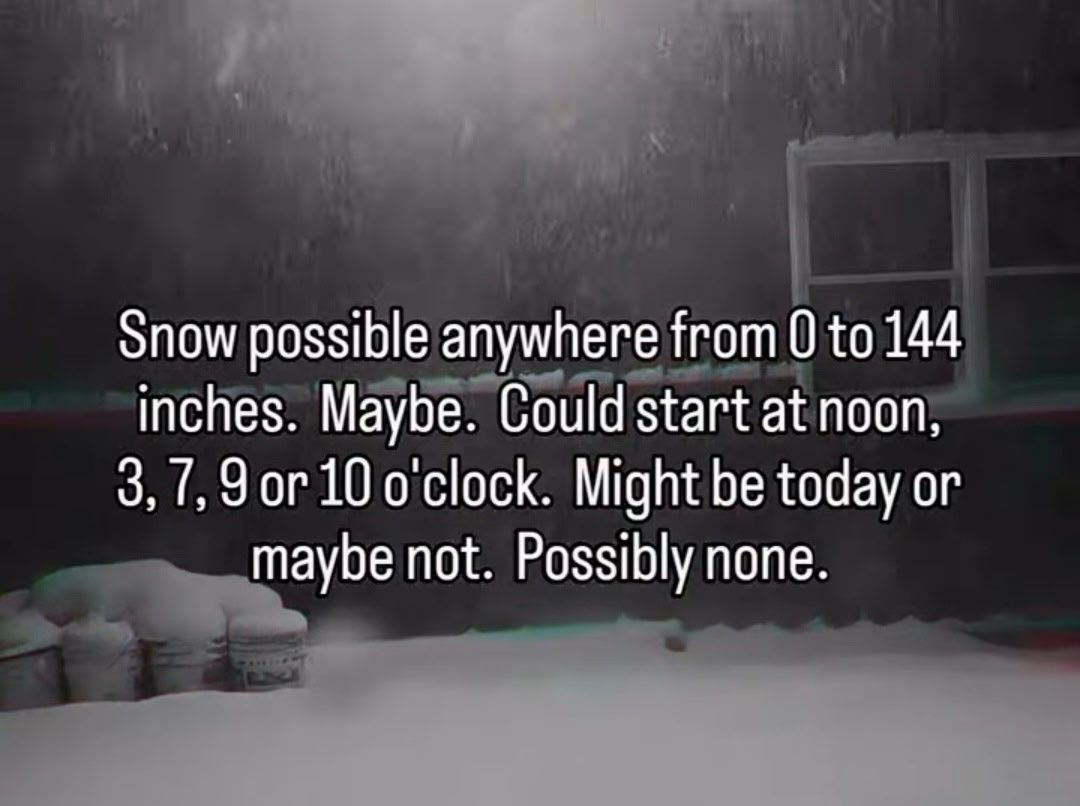 Snow possible anywhere from 0 to 144
inches.  Maybe.  Could start at noon,
3, 7, 9 or 10 o'clock.  Might be today or
maybe not.  Possibly none.